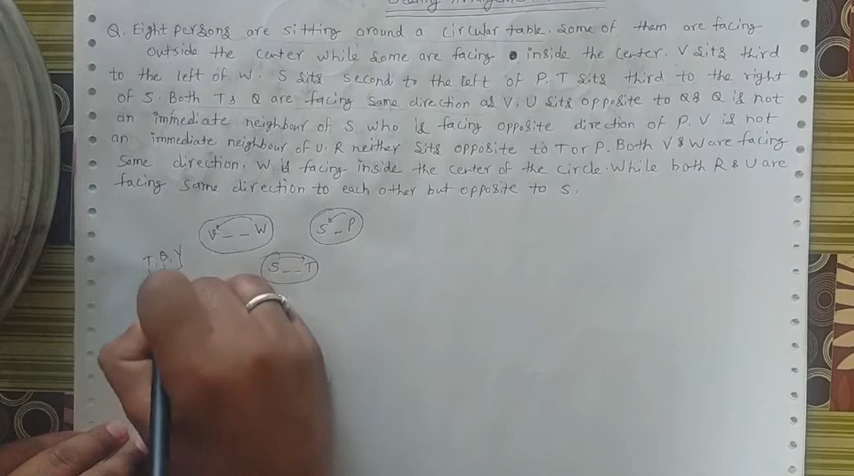 Q. Eight persons are sitting around a circular table. Some of them are facing
outside the center while some are facing inside the center. V sits third
to the left of W. S sits second to the left of P. T sits third to the right
of S. Both T & Q are facing same direction as V. U sits opposite to Q & Q is not
an immediate neighbour of S who is facing opposite direction of P. V is not
an immediate neighbour of U. R neither sits opposite to T or P. Both V & W are facing
same direction. W is facing inside the center of the circle. While both R & U are
facing same direction to each other but opposite to S.
V _ _ W S _ P
T, Q, V S _ _ T